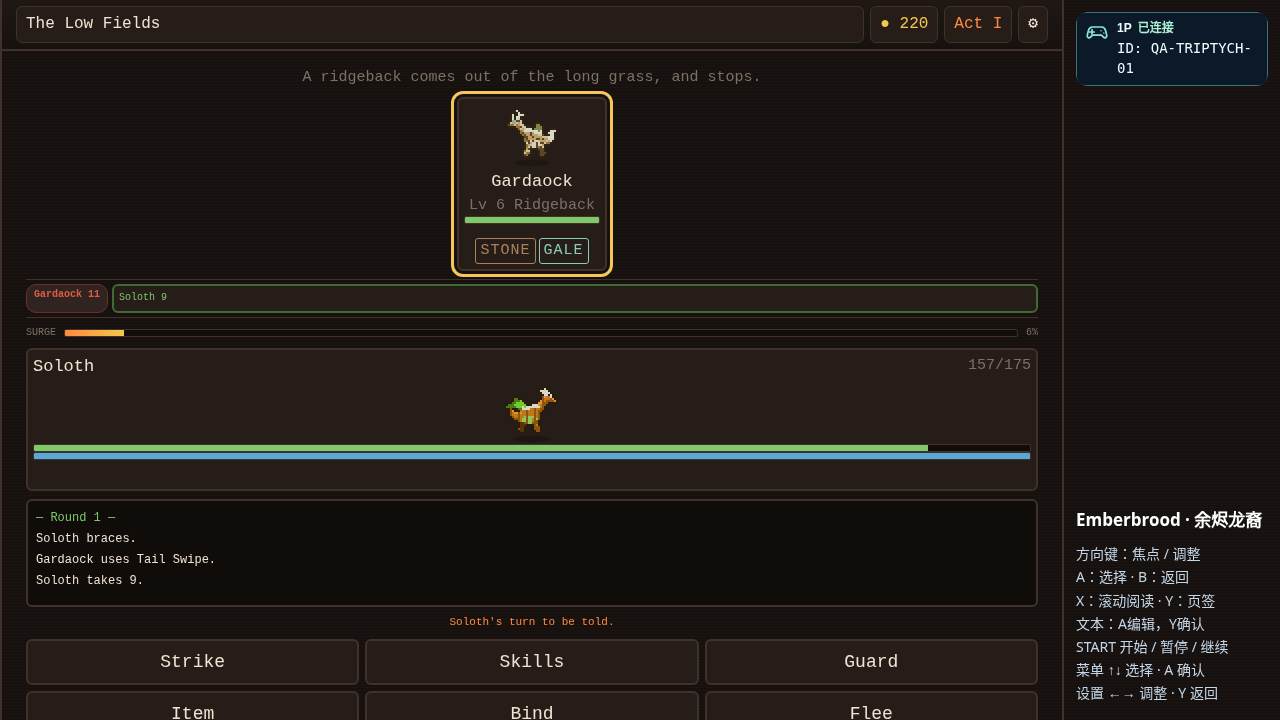 The Low Fields
● 220
Act I
⚙
A ridgeback comes out of the long grass, and stops.
Gardaock
Lv 6 Ridgeback
STONE GALE
Gardaock 11
Soloth 9
SURGE
6%
Soloth
157/175
— Round 1 —
Soloth braces.
Gardaock uses Tail Swipe.
Soloth takes 9.
Soloth's turn to be told.
Strike
Skills
Guard
Item
Bind
Flee
1P 已连接
ID: QA-TRIPTYCH-
01
Emberbrood · 余烬龙裔
方向键：焦点 / 调整
A：选择 · B：返回
X：滚动阅读 · Y：页签
文本：A编辑，Y确认
START 开始 / 暂停 / 继续
菜单 ↑↓ 选择 · A 确认
设置 ←→ 调整 · Y 返回